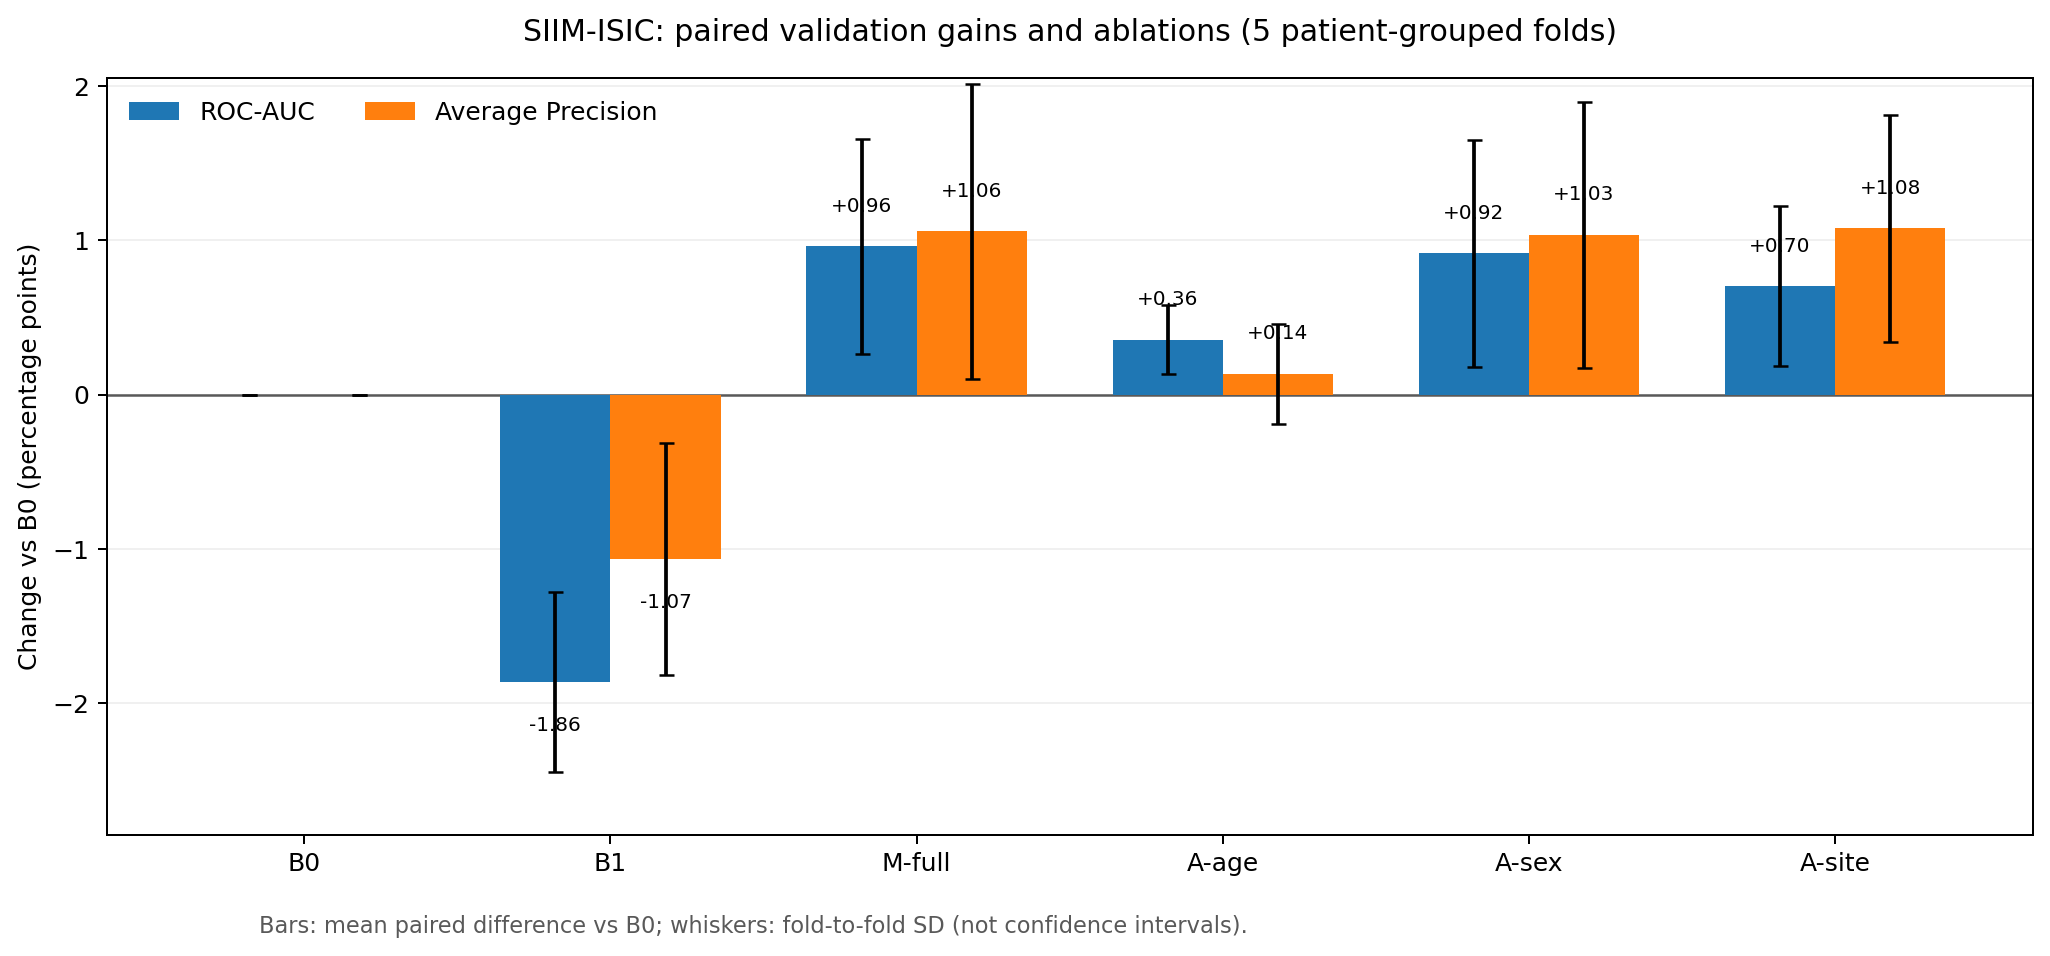 SIIM-ISIC: paired validation gains and ablations (5 patient-grouped folds)
ROC-AUC
Average Precision
Change vs B0 (percentage points)
2
1
0
−1
−2
-1.86
-1.07
+0.96
+1.06
+0.36
+0.14
+0.92
+1.03
+0.70
+1.08
B0
B1
M-full
A-age
A-sex
A-site
Bars: mean paired difference vs B0; whiskers: fold-to-fold SD (not confidence intervals).